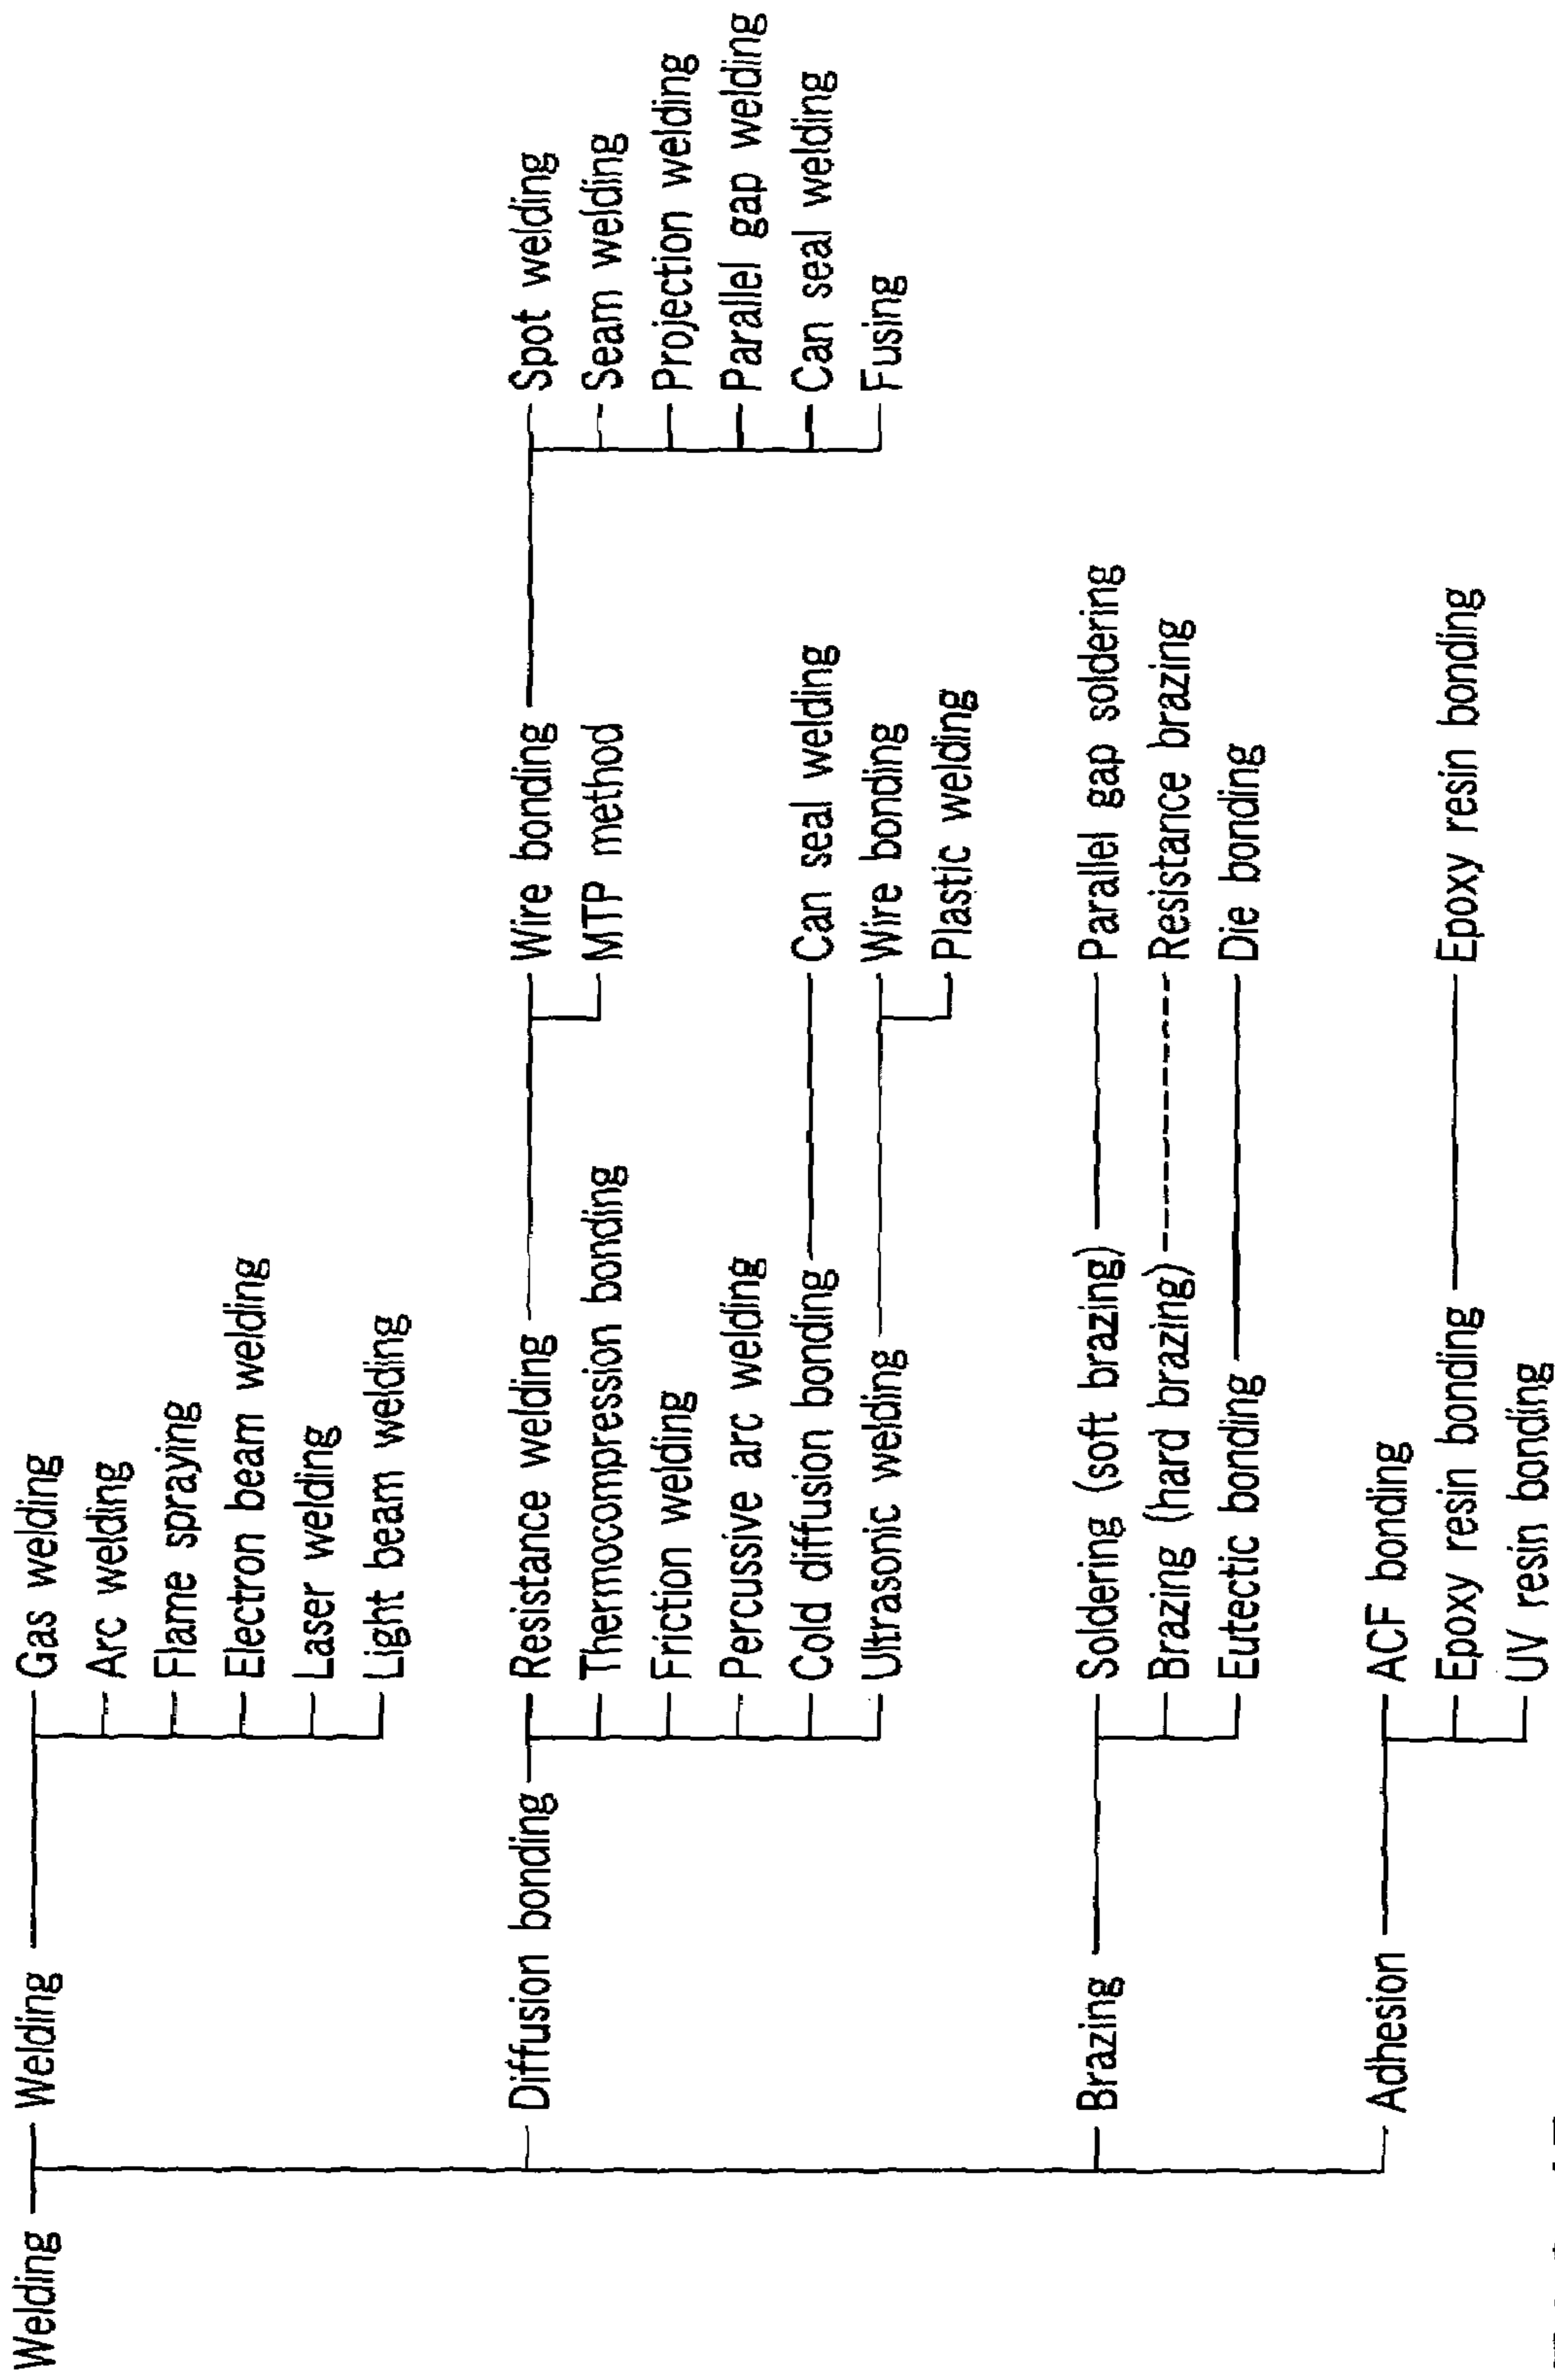 Welding
Welding
Gas welding
Arc welding
Flame spraying
Electron beam welding
Laser welding
Light beam welding
Diffusion bonding
Resistance welding
Wire bonding
Spot welding
Seam welding
Projection welding
Parallel gap welding
Can seal welding
Fusing
MTP method
Thermocompression bonding
Friction welding
Percussive arc welding
Cold diffusion bonding
Can seal welding
Ultrasonic welding
Wire bonding
Plastic welding
Brazing
Soldering (soft brazing)
Parallel gap soldering
Brazing (hard brazing)
Resistance brazing
Eutectic bonding
Die bonding
Adhesion
ACF bonding
Epoxy resin bonding
Epoxy resin bonding
UV resin bonding